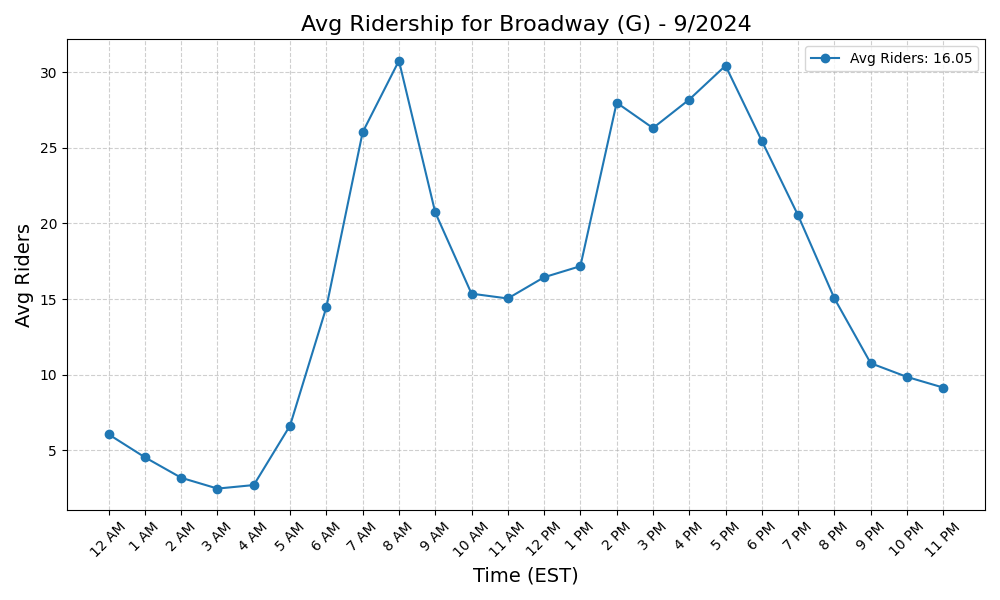 Avg Ridership for Broadway (G) - 9/2024
Avg Riders: 16.05
Avg Riders
30
25
20
15
10
5
12 AM
1 AM
2 AM
3 AM
4 AM
5 AM
6 AM
7 AM
8 AM
9 AM
10 AM
11 AM
12 PM
1 PM
2 PM
3 PM
4 PM
5 PM
6 PM
7 PM
8 PM
9 PM
10 PM
11 PM
Time (EST)